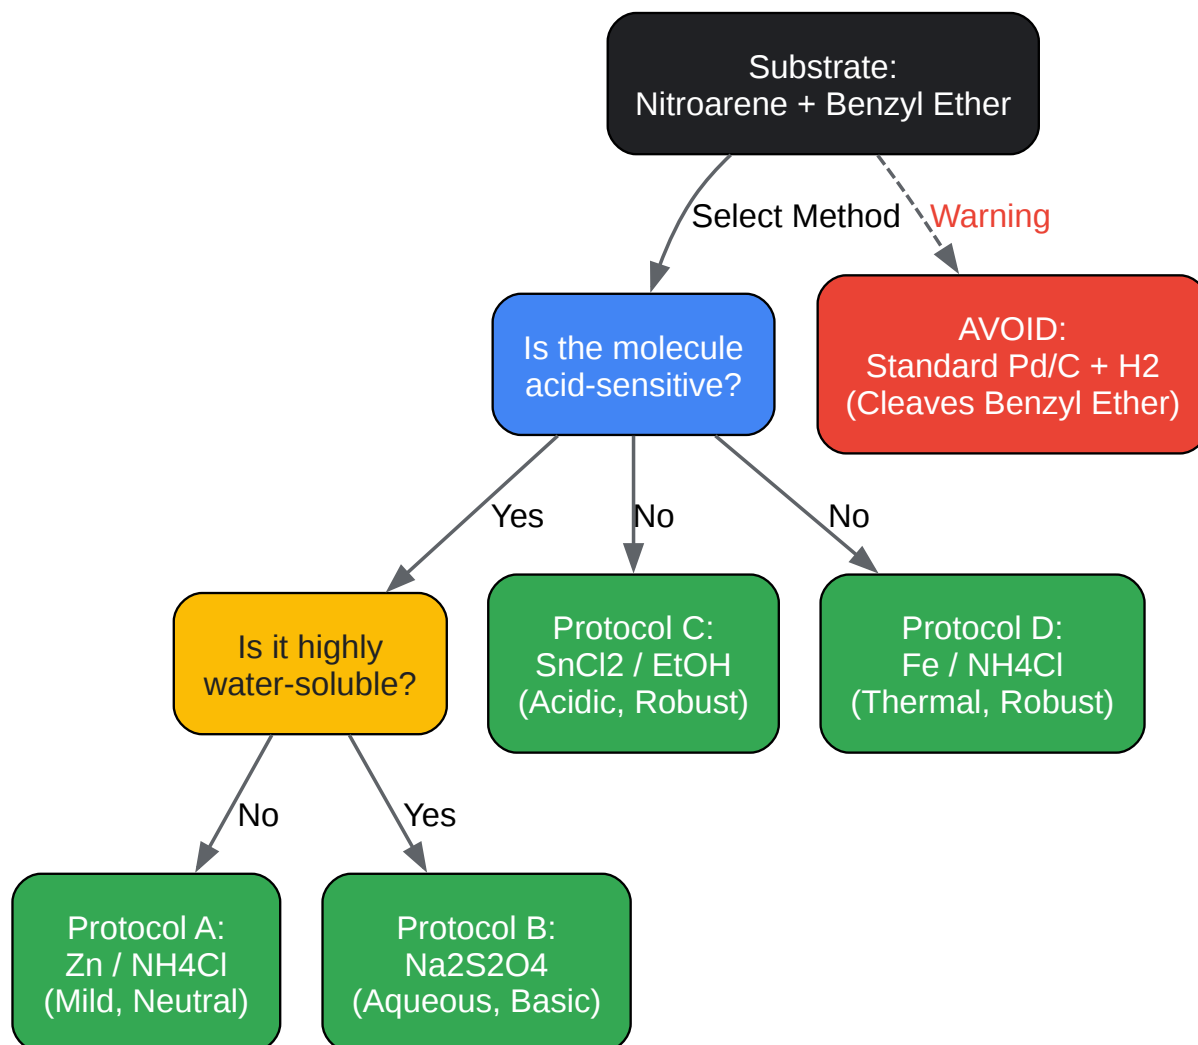 Substrate:
Nitroarene + Benzyl Ether
Select Method
Warning
Is the molecule
acid-sensitive?
AVOID:
Standard Pd/C + H2
(Cleaves Benzyl Ether)
Yes
No
No
Is it highly
water-soluble?
Protocol C:
SnCl2 / EtOH
(Acidic, Robust)
Protocol D:
Fe / NH4Cl
(Thermal, Robust)
No
Yes
Protocol A:
Zn / NH4Cl
(Mild, Neutral)
Protocol B:
Na2S2O4
(Aqueous, Basic)